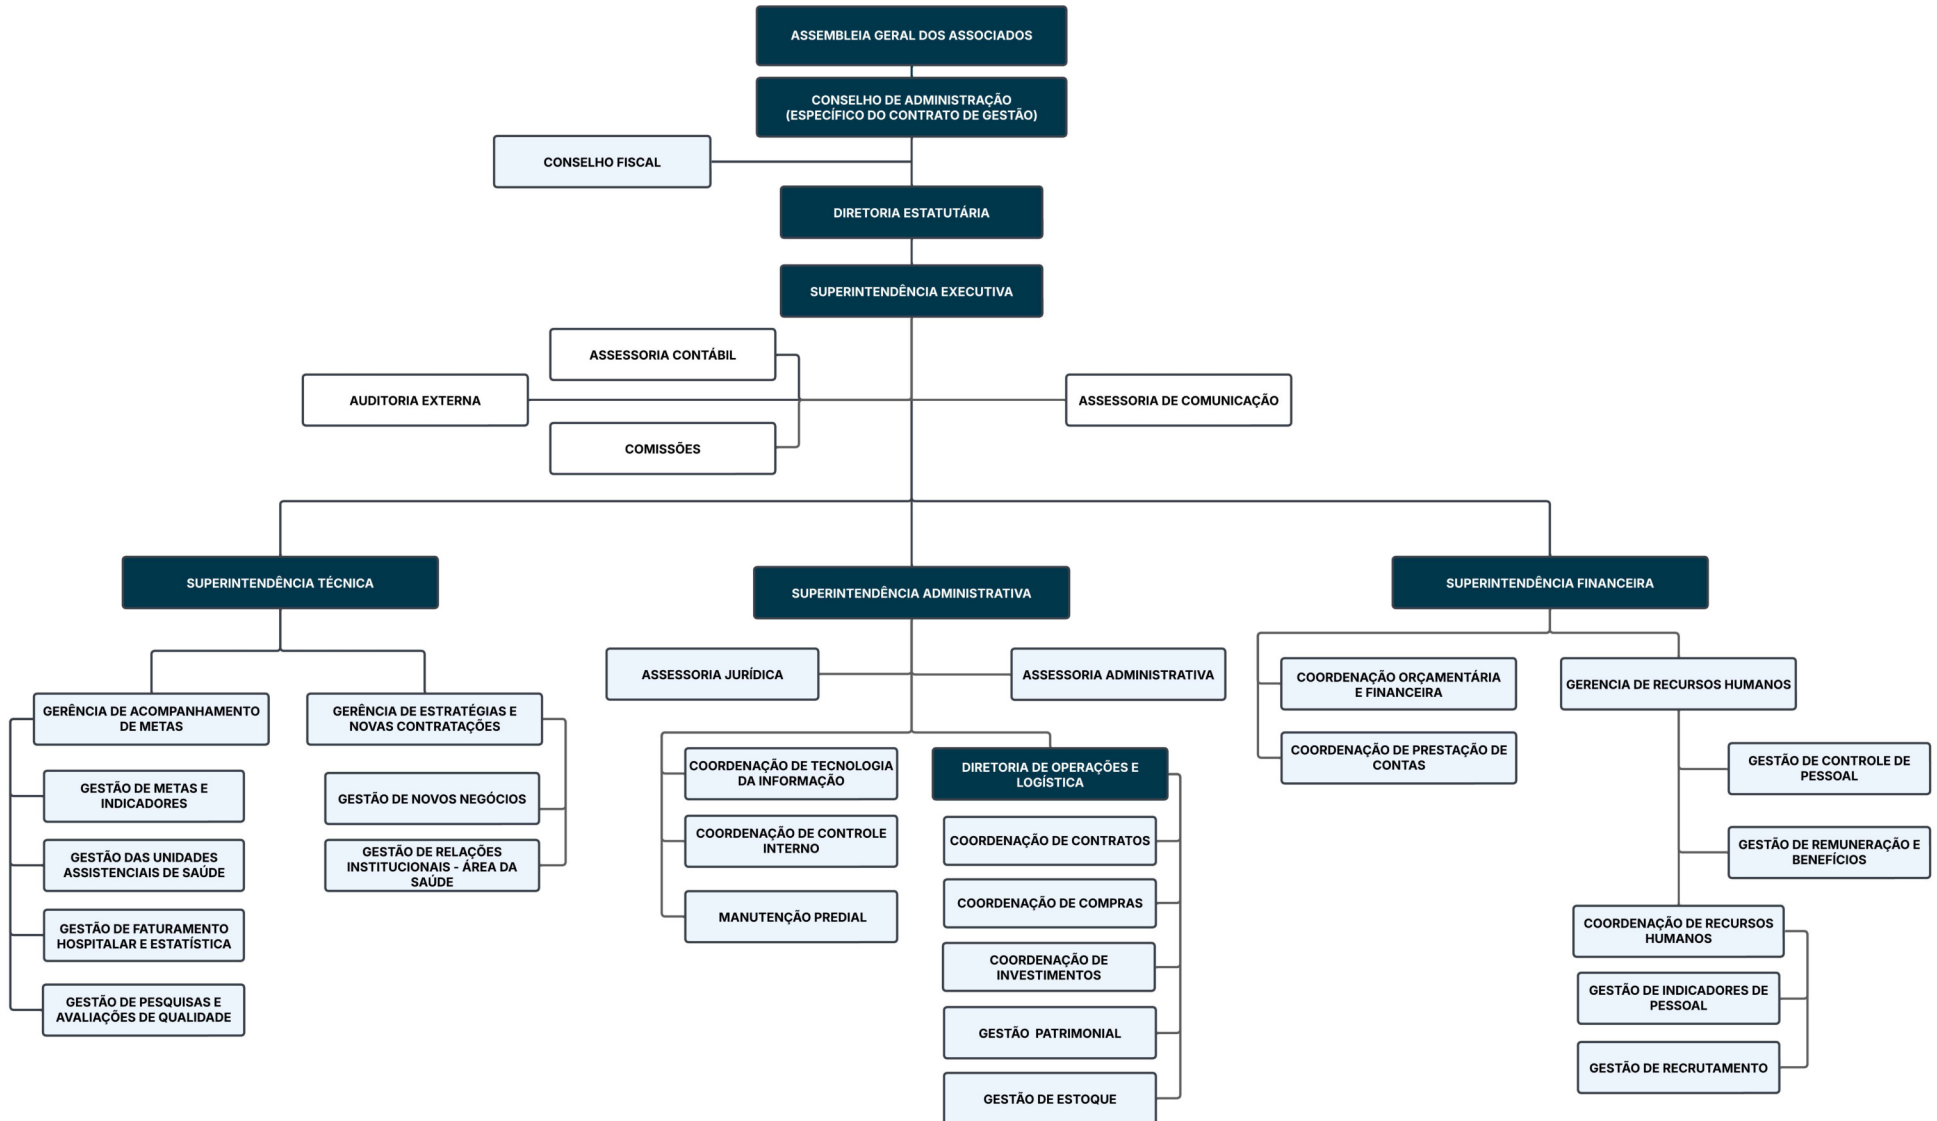 ASSEMBLEIA GERAL DOS ASSOCIADOS
CONSELHO DE ADMINISTRAÇÃO
(ESPECÍFICO DO CONTRATO DE GESTÃO)
CONSELHO FISCAL
DIRETORIA ESTATUTÁRIA
SUPERINTENDÊNCIA EXECUTIVA
ASSESSORIA CONTÁBIL
AUDITORIA EXTERNA
ASSESSORIA DE COMUNICAÇÃO
COMISSÕES
SUPERINTENDÊNCIA TÉCNICA
GERÊNCIA DE ACOMPANHAMENTO
DE METAS
GESTÃO DE METAS E
INDICADORES
GESTÃO DAS UNIDADES
ASSISTENCIAIS DE SAÚDE
GESTÃO DE FATURAMENTO
HOSPITALAR E ESTATÍSTICA
GESTÃO DE PESQUISAS E
AVALIAÇÕES DE QUALIDADE
GERÊNCIA DE ESTRATÉGIAS E
NOVAS CONTRATAÇÕES
GESTÃO DE NOVOS NEGÓCIOS
GESTÃO DE RELAÇÕES
INSTITUCIONAIS - ÁREA DA
SAÚDE
SUPERINTENDÊNCIA ADMINISTRATIVA
ASSESSORIA JURÍDICA
ASSESSORIA ADMINISTRATIVA
COORDENAÇÃO DE TECNOLOGIA
DA INFORMAÇÃO
COORDENAÇÃO DE CONTROLE
INTERNO
MANUTENÇÃO PREDIAL
DIRETORIA DE OPERAÇÕES E
LOGÍSTICA
COORDENAÇÃO DE CONTRATOS
COORDENAÇÃO DE COMPRAS
COORDENAÇÃO DE
INVESTIMENTOS
GESTÃO PATRIMONIAL
GESTÃO DE ESTOQUE
SUPERINTENDÊNCIA FINANCEIRA
COORDENAÇÃO ORÇAMENTÁRIA
E FINANCEIRA
COORDENAÇÃO DE PRESTAÇÃO DE
CONTAS
GERENCIA DE RECURSOS HUMANOS
GESTÃO DE CONTROLE DE
PESSOAL
GESTÃO DE REMUNERAÇÃO E
BENEFÍCIOS
COORDENAÇÃO DE RECURSOS
HUMANOS
GESTÃO DE INDICADORES DE
PESSOAL
GESTÃO DE RECRUTAMENTO